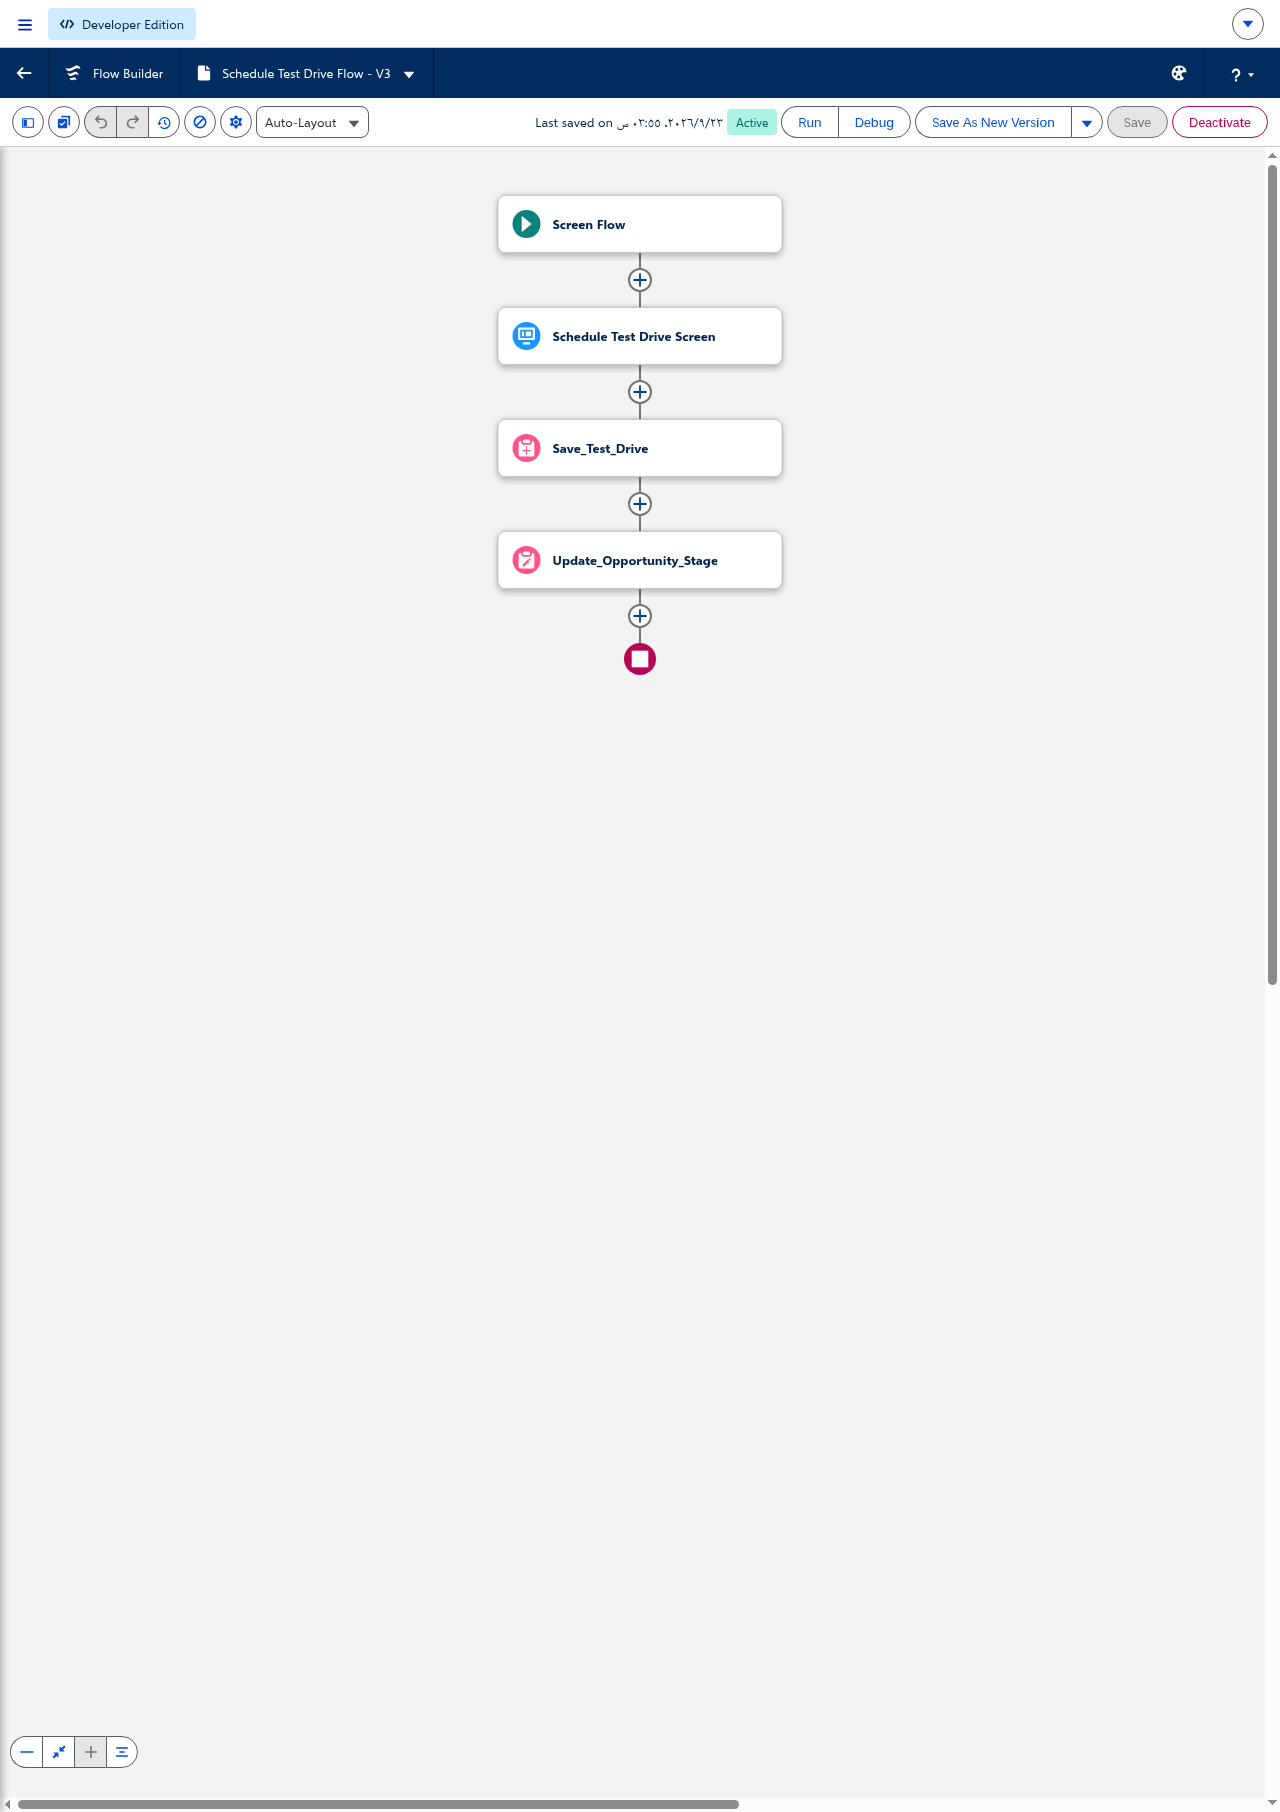 Developer Edition
Flow Builder
Schedule Test Drive Flow - V3
?
Auto-Layout
Last saved on ٢٠٢٦/٩/٢٣، ٠٣:٥٥ ص
Active
Run
Debug
Save As New Version
Save
Deactivate
Screen Flow
Schedule Test Drive Screen
Save_Test_Drive
Update_Opportunity_Stage